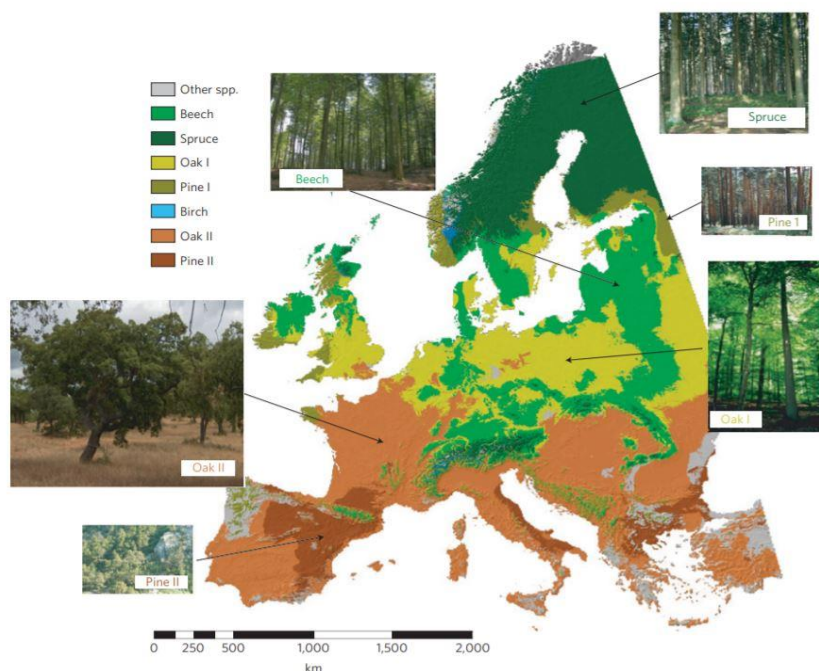 Other spp.
Beech
Spruce
Oak I
Pine I
Birch
Oak II
Pine II
Beech
Spruce
Pine 1
Oak I
Oak II
Pine II
0 250 500 1,000 1,500 2,000
km